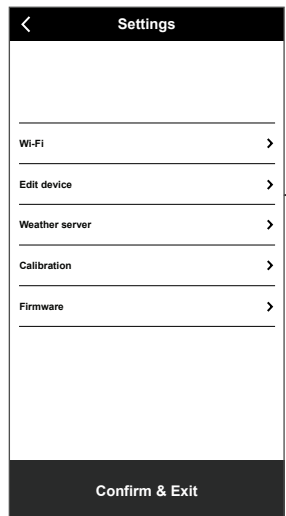 Settings
Wi-Fi
Edit device
Weather server
Calibration
Firmware
Confirm & Exit